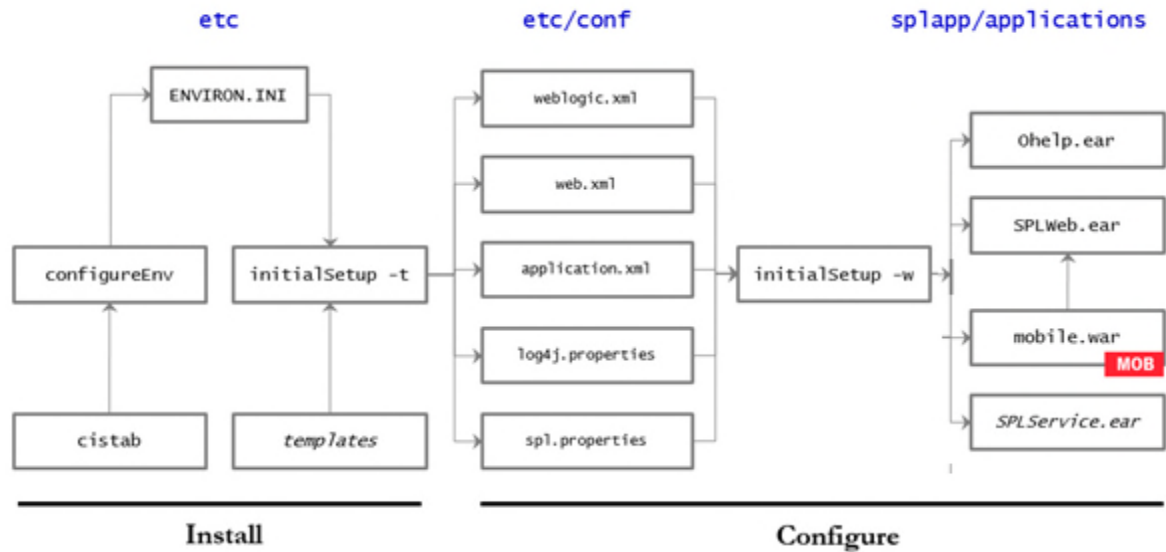 etc
etc/conf
splapp/applications
ENVIRON.INI
configureEnv
initialSetup -t
cistab
templates
weblogic.xml
web.xml
application.xml
log4j.properties
spl.properties
initialSetup -w
Ohelp.ear
SPLWeb.ear
mobile.war
MOB
SPLService.ear
Install
Configure